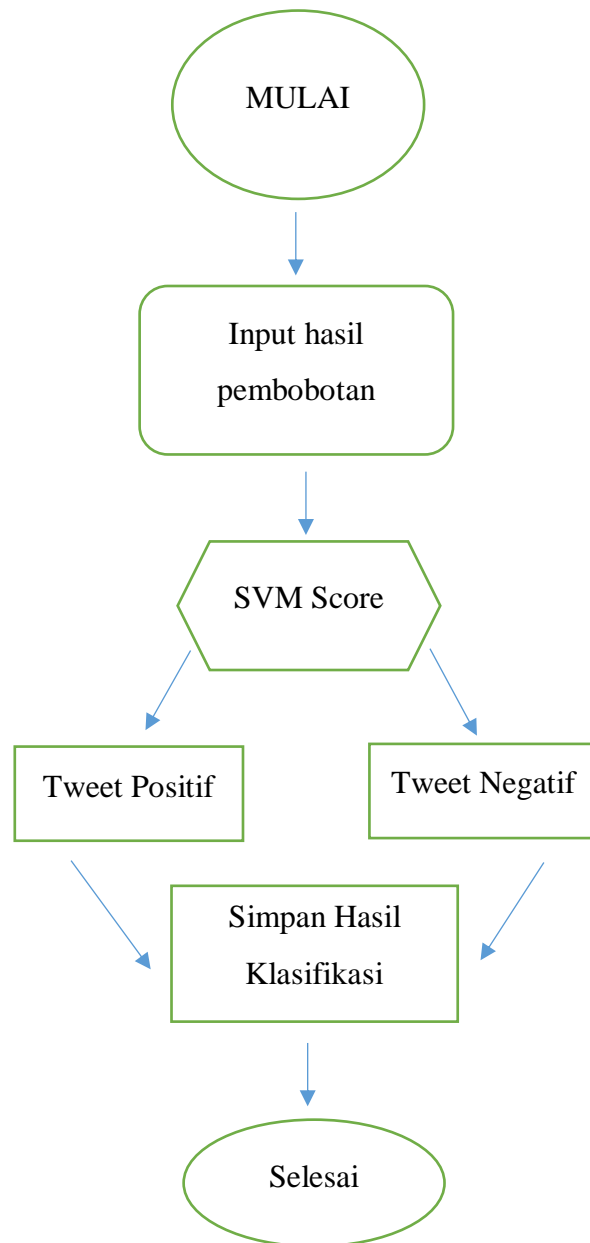 MULAI
Input hasil
pembobotan
SVM Score
Tweet Positif
Tweet Negatif
Simpan Hasil
Klasifikasi
Selesai